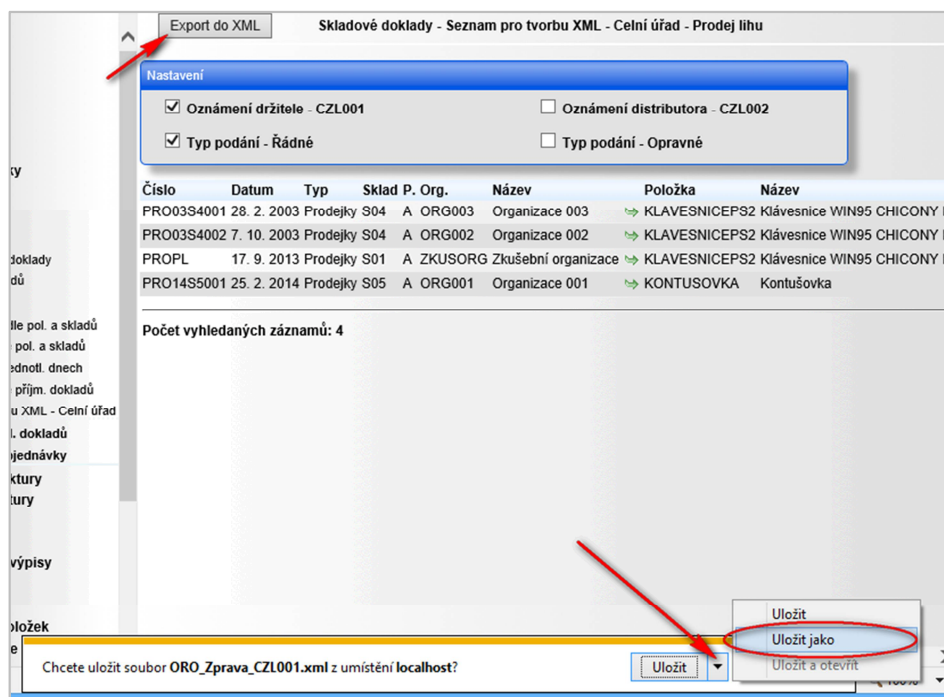 Export do XML
Skladové doklady - Seznam pro tvorbu XML - Celní úřad - Prodej lihu
Nastavení
Oznámení držitele - CZL001
Oznámení distributora - CZL002
Typ podání - Řádné
Typ podání - Opravné
Číslo Datum Typ Sklad P. Org. Název Položka Název
PRO03S4001 28. 2. 2003 Prodejky S04 A ORG003 Organizace 003 KLAVESNICEPS2 Klávesnice WIN95 CHICONY
PRO03S4002 7. 10. 2003 Prodejky S04 A ORG002 Organizace 002 KLAVESNICEPS2 Klávesnice WIN95 CHICONY
PROPL 17. 9. 2013 Prodejky S01 A ZKUSORG Zkušební organizace KLAVESNICEPS2 Klávesnice WIN95 CHICONY
PRO14S5001 25. 2. 2014 Prodejky S05 A ORG001 Organizace 001 KONTUSOVKA Kontušovka
Počet vyhledaných záznamů: 4
ky
doklady
dů
dle pol. a skladů
pol. a skladů
ednotl. dnech
příjm. dokladů
u XML - Celní úřad
l. dokladů
bjednávky
ktury
tury
výpisy
oložek
e
Uložit
Uložit jako
Uložit a otevřít
Chcete uložit soubor ORO_Zprava_CZL001.xml z umístění localhost?
Uložit